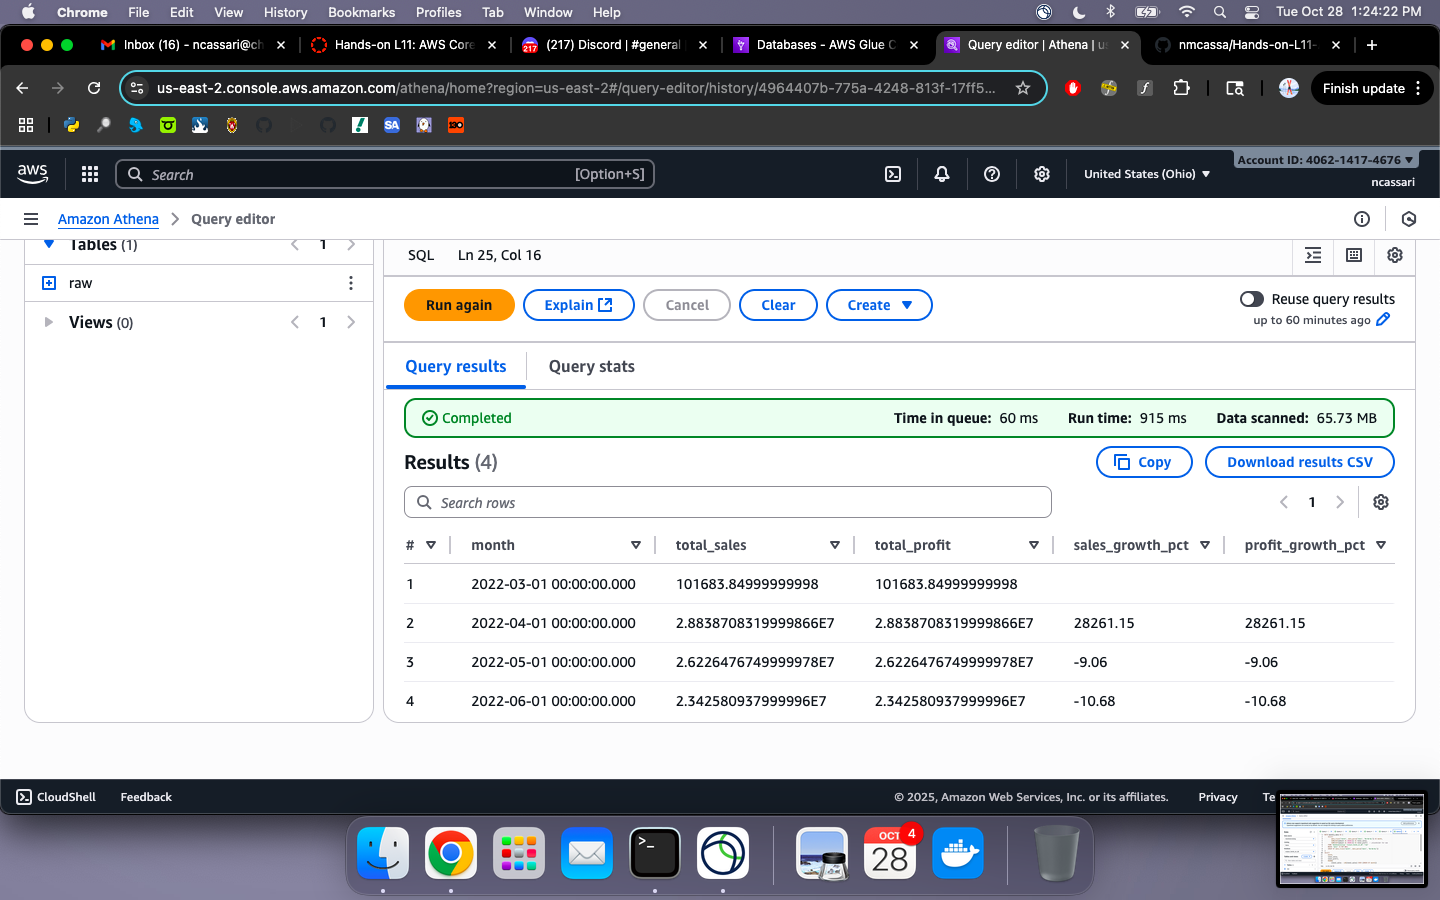 Chrome File Edit View History Bookmarks Profiles Tab Window Help Tue Oct 28 1:24:22 PM
Inbox (16) - ncassari@ch Hands-on L11: AWS Core (217) Discord | #general Databases - AWS Glue C Query editor | Athena | us nmcassa/Hands-on-L11-
us-east-2.console.aws.amazon.com/athena/home?region=us-east-2#/query-editor/history/4964407b-775a-4248-813f-17ff5... Finish update
aws Search [Option+S] United States (Ohio) Account ID: 4062-1417-4676
ncassari
Amazon Athena Query editor
Tables (1) 1
SQL Ln 25, Col 16
raw
Run again Explain Cancel Clear Create Reuse query results
up to 60 minutes ago
Views (0) 1
Query results Query stats
Completed Time in queue: 60 ms Run time: 915 ms Data scanned: 65.73 MB
Results (4) Copy Download results CSV
Search rows 1
# month total_sales total_profit sales_growth_pct profit_growth_pct
1 2022-03-01 00:00:00.000 101683.84999999998 101683.84999999998
2 2022-04-01 00:00:00.000 2.8838708319999866E7 2.8838708319999866E7 28261.15 28261.15
3 2022-05-01 00:00:00.000 2.6226476749999978E7 2.6226476749999978E7 -9.06 -9.06
4 2022-06-01 00:00:00.000 2.342580937999996E7 2.342580937999996E7 -10.68 -10.68
CloudShell Feedback © 2025, Amazon Web Services, Inc. or its affiliates. Privacy Te
OCT 4
28